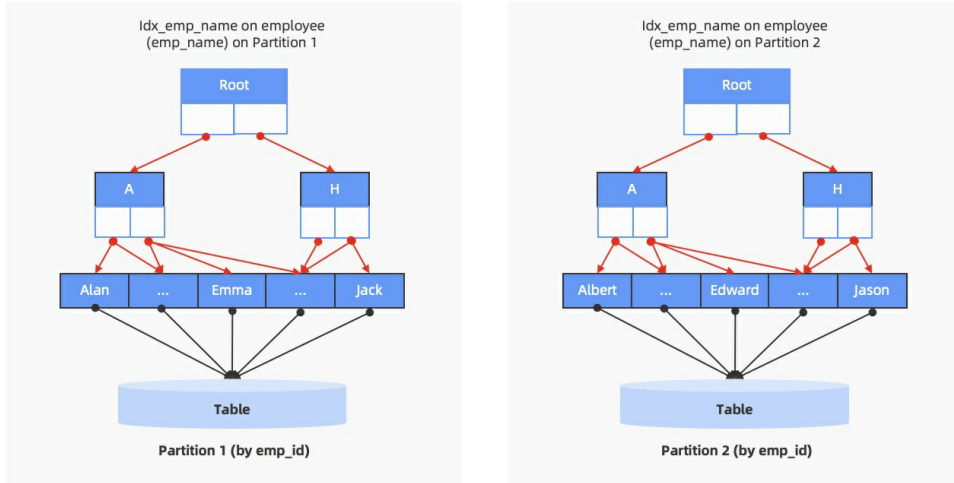 Idx_emp_name on employee
(emp_name) on Partition 1
Root
A
H
Alan
...
Emma
...
Jack
Table
Partition 1 (by emp_id)
Idx_emp_name on employee
(emp_name) on Partition 2
Root
A
H
Albert
...
Edward
...
Jason
Table
Partition 2 (by emp_id)